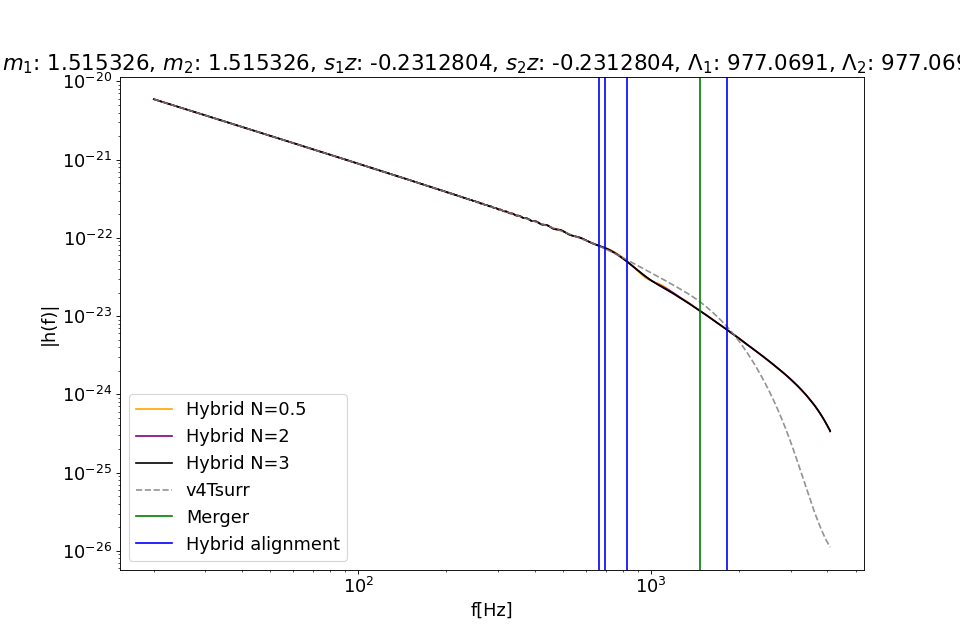 m₁: 1.515326, m₂: 1.515326, s₁z: -0.2312804, s₂z: -0.2312804, Λ₁: 977.0691, Λ₂: 977.069
10⁻²⁰
10⁻²¹
10⁻²²
10⁻²³
10⁻²⁴
10⁻²⁵
10⁻²⁶
|h(f)|
Hybrid N=0.5
Hybrid N=2
Hybrid N=3
v4Tsurr
Merger
Hybrid alignment
10² 10³
f[Hz]